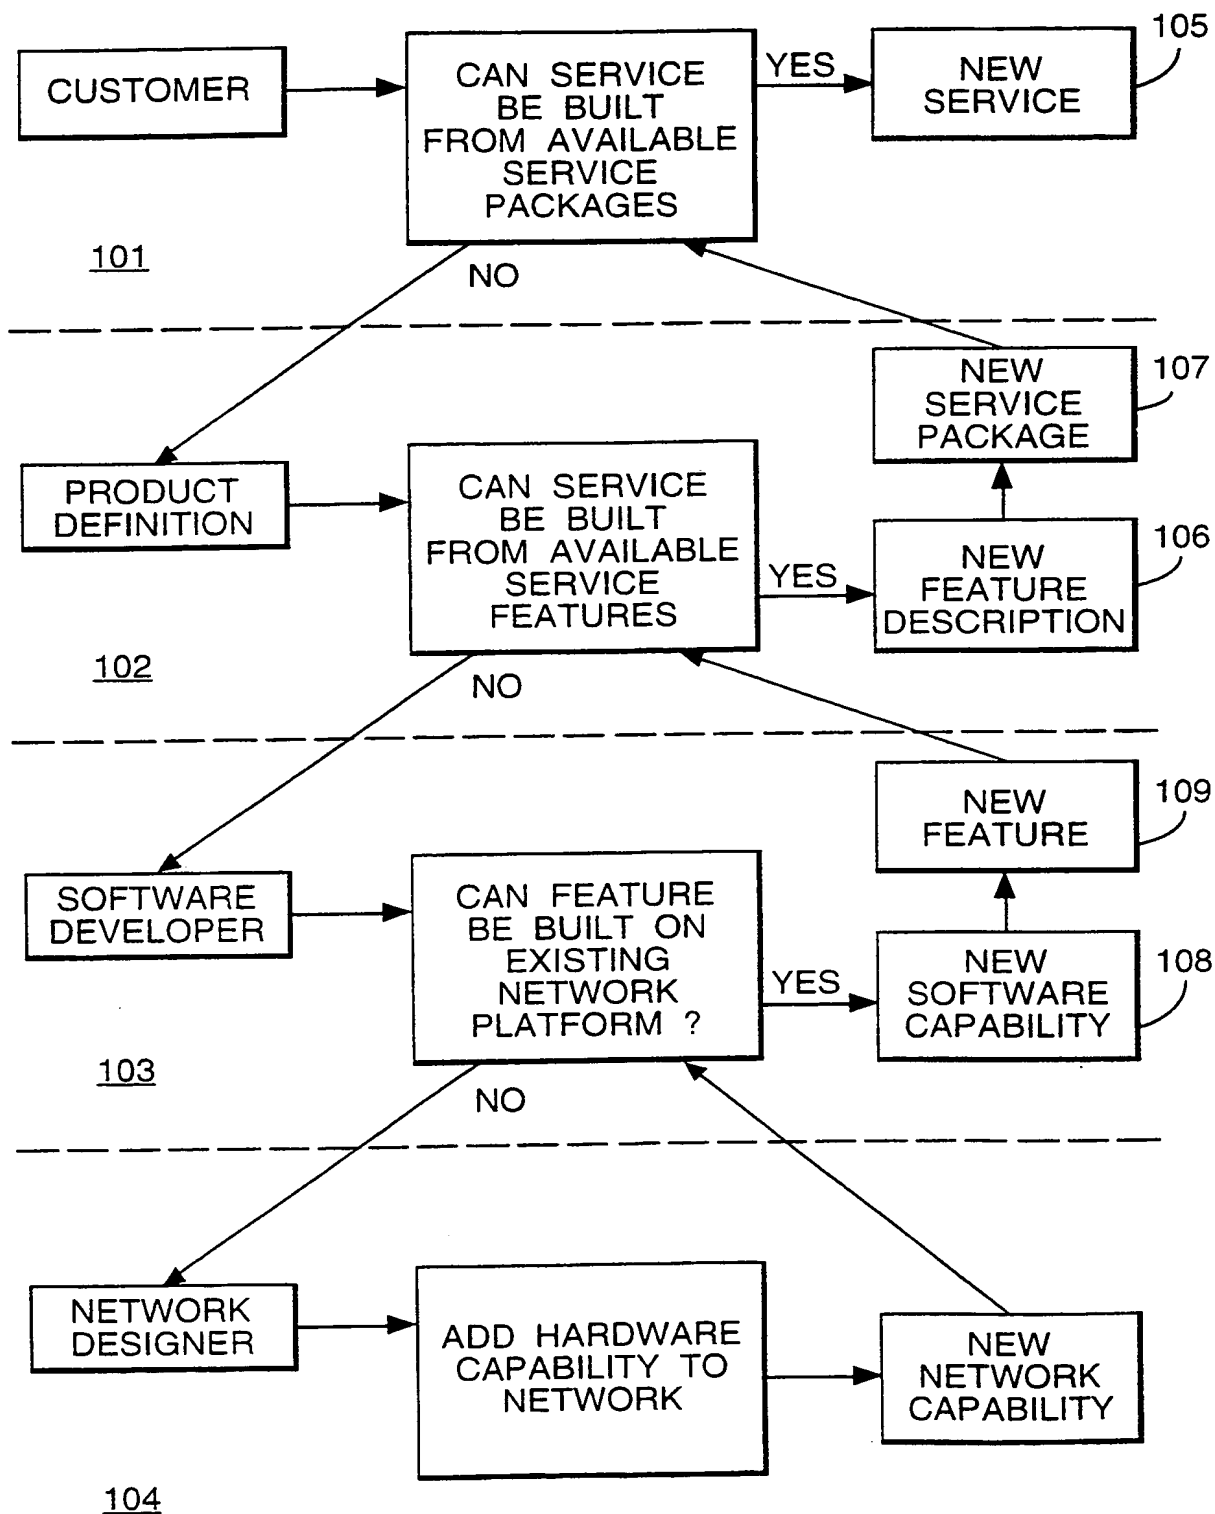 105
CUSTOMER
CAN SERVICE
BE BUILT
FROM AVAILABLE
SERVICE
PACKAGES
YES
NEW
SERVICE
101
NO
107
NEW
SERVICE
PACKAGE
PRODUCT
DEFINITION
CAN SERVICE
BE BUILT
FROM AVAILABLE
SERVICE
FEATURES
YES
NEW
FEATURE
DESCRIPTION
106
102
NO
109
NEW
FEATURE
SOFTWARE
DEVELOPER
CAN FEATURE
BE BUILT ON
EXISTING
NETWORK
PLATFORM ?
YES
NEW
SOFTWARE
CAPABILITY
108
103
NO
NETWORK
DESIGNER
ADD HARDWARE
CAPABILITY TO
NETWORK
NEW
NETWORK
CAPABILITY
104